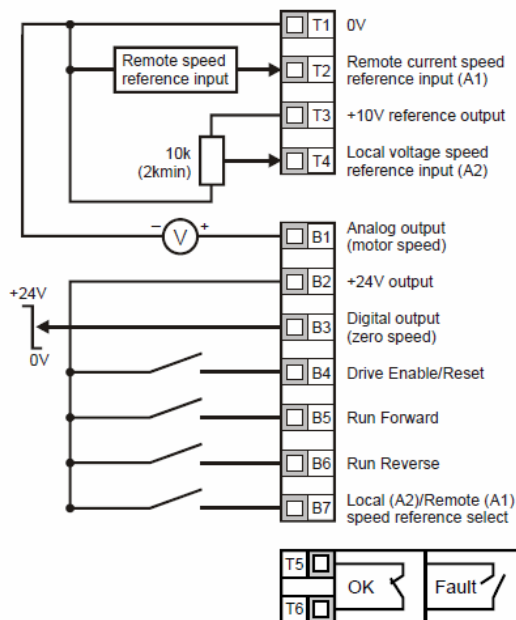 T1 0V
Remote speed
reference input
T2 Remote current speed
reference input (A1)
T3 +10V reference output
10k
(2kmin)
T4 Local voltage speed
reference input (A2)
− V +
B1 Analog output
(motor speed)
B2 +24V output
+24V
0V
B3 Digital output
(zero speed)
B4 Drive Enable/Reset
B5 Run Forward
B6 Run Reverse
B7 Local (A2)/Remote (A1)
speed reference select
T5
T6
OK
Fault